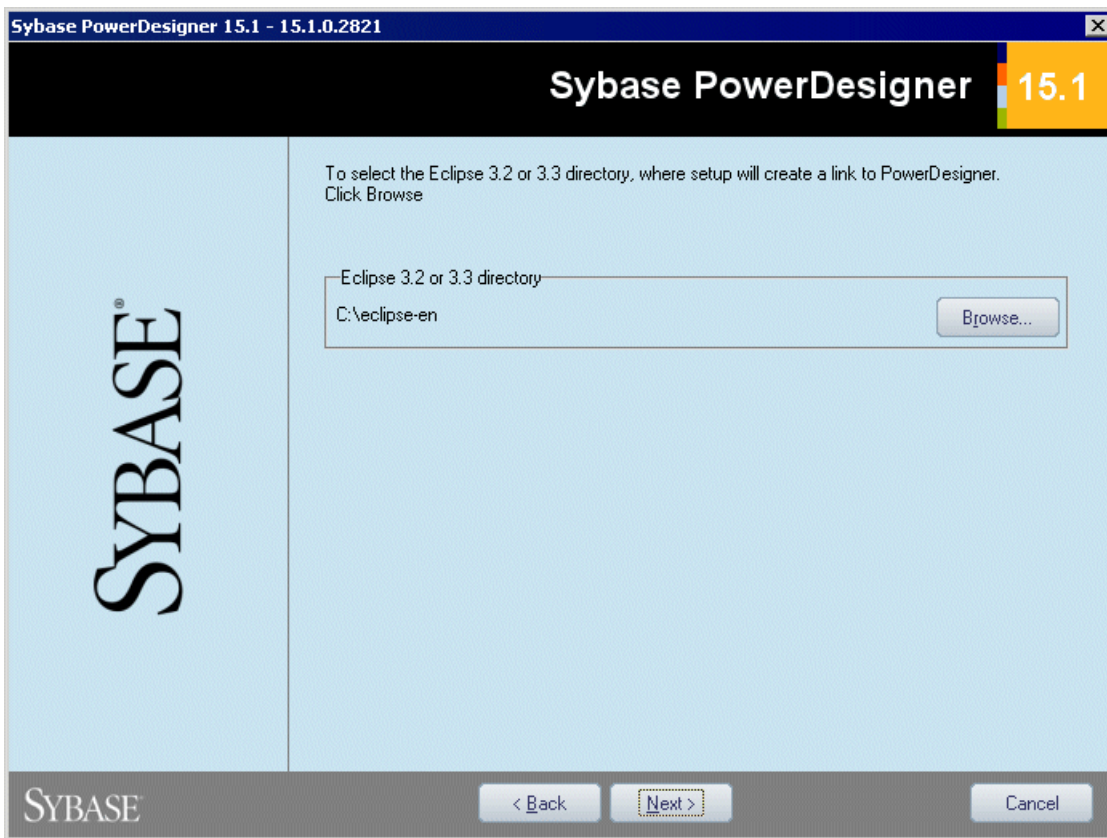 Sybase PowerDesigner 15.1 - 15.1.0.2821
Sybase PowerDesigner 15.1
To select the Eclipse 3.2 or 3.3 directory, where setup will create a link to PowerDesigner.
Click Browse
Eclipse 3.2 or 3.3 directory
C:\eclipse-en
Browse...
SYBASE®
SYBASE
< Back
Next >
Cancel